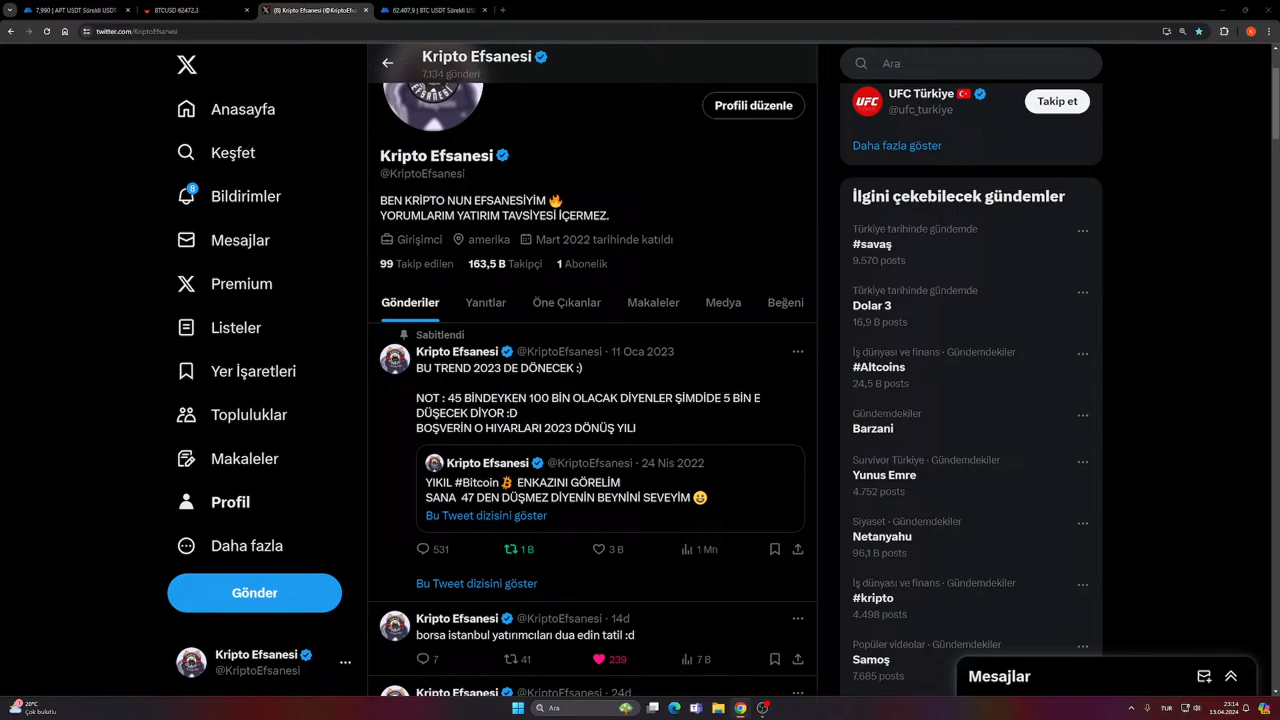 7,990 | APT USDT Sürekli USDT
BTCUSD 62472.3
(8) Kripto Efsanesi (@KriptoEfsa
62.407,9 | BTC USDT Sürekli USD
twitter.com/KriptoEfsanesi
Anasayfa
Keşfet
8
Bildirimler
Mesajlar
Premium
Listeler
Yer İşaretleri
Topluluklar
Makaleler
Profil
Daha fazla
Gönder
Kripto Efsanesi
@KriptoEfsanesi
Kripto Efsanesi
7.134 gönderi
EFSANESİ
Profili düzenle
Kripto Efsanesi
@KriptoEfsanesi
BEN KRİPTO NUN EFSANESİYİM 🔥
YORUMLARIM YATIRIM TAVSİYESİ İÇERMEZ.
Girişimci amerika Mart 2022 tarihinde katıldı
99 Takip edilen 163,5 B Takipçi 1 Abonelik
Gönderiler Yanıtlar Öne Çıkanlar Makaleler Medya Beğeni
Sabitlendi
Kripto Efsanesi @KriptoEfsanesi · 11 Oca 2023
BU TREND 2023 DE DÖNECEK :)
NOT : 45 BİNDEYKEN 100 BİN OLACAK DİYENLER ŞİMDİDE 5 BİN E
DÜŞECEK DİYOR :D
BOŞVERİN O HIYARLARI 2023 DÖNÜŞ YILI
Kripto Efsanesi @KriptoEfsanesi · 24 Nis 2022
YIKIL #Bitcoin ENKAZINI GÖRELİM
SANA 47 DEN DÜŞMEZ DİYENİN BEYNİNİ SEVEYİM 😀
Bu Tweet dizisini göster
531 1 B 3 B 1 Mn
Bu Tweet dizisini göster
Kripto Efsanesi @KriptoEfsanesi · 14d
borsa istanbul yatırımcıları dua edin tatil :d
7 41 239 7 B
Kripto Efsanesi @KriptoEfsanesi · 24d
Ara
UFC
UFC Türkiye 🇹🇷
@ufc_turkiye
Takip et
Daha fazla göster
İlgini çekebilecek gündemler
Türkiye tarihinde gündemde
#savaş
9.570 posts
Türkiye tarihinde gündemde
Dolar 3
16,9 B posts
İş dünyası ve finans · Gündemdekiler
#Altcoins
24,5 B posts
Gündemdekiler
Barzani
Survivor Türkiye · Gündemdekiler
Yunus Emre
4.752 posts
Siyaset · Gündemdekiler
Netanyahu
96,1 B posts
İş dünyası ve finans · Gündemdekiler
#kripto
4.498 posts
Popüler videolar · Gündemdekiler
Samoş
7.685 posts
Mesajlar
1
20°C
Çok bulutlu
Ara
TUR
23:14
13.04.2024